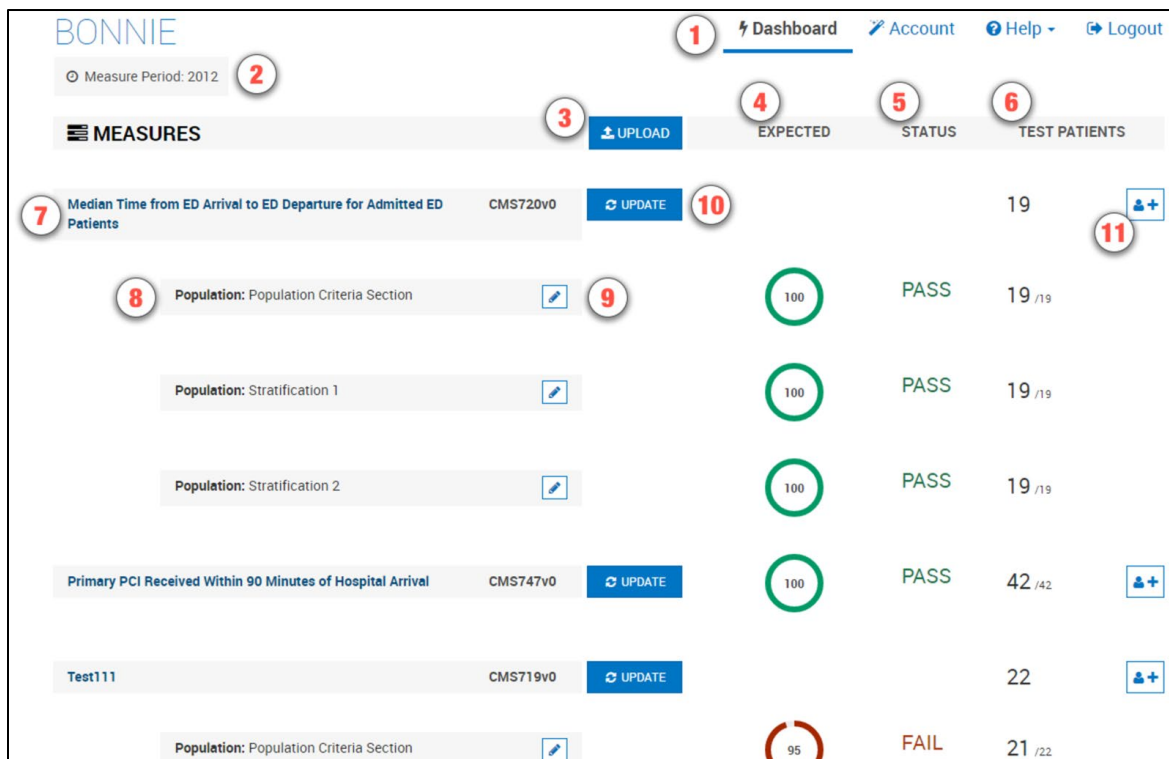 BONNIE
1 Dashboard Account Help Logout
Measure Period: 2012 2
3 4 5 6
MEASURES UPLOAD EXPECTED STATUS TEST PATIENTS
7 Median Time from ED Arrival to ED Departure for Admitted ED CMS720v0 UPDATE 10 19
Patients 11
8 Population: Population Criteria Section 9 100 PASS 19 /19
Population: Stratification 1 100 PASS 19 /19
Population: Stratification 2 100 PASS 19 /19
Primary PCI Received Within 90 Minutes of Hospital Arrival CMS747v0 UPDATE 100 PASS 42 /42
Test111 CMS719v0 UPDATE 22
Population: Population Criteria Section 95 FAIL 21 /22